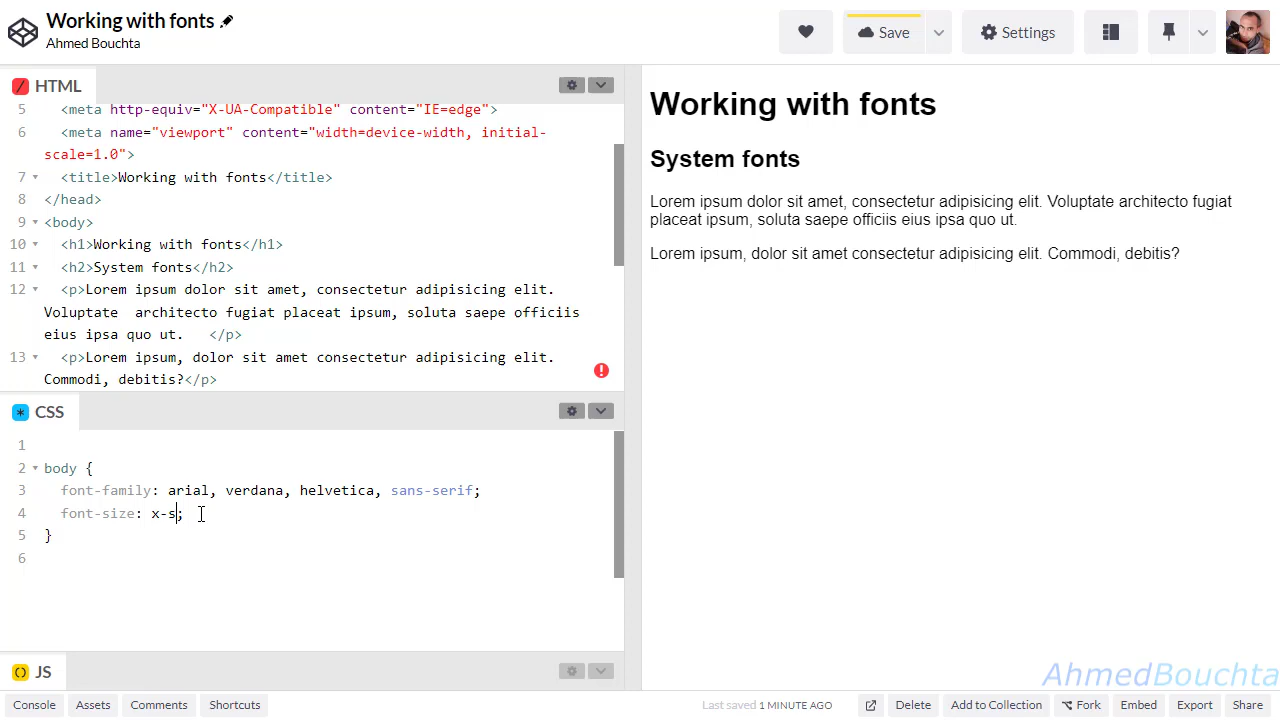 Working with fonts
Ahmed Bouchta
Save
Settings
HTML
5 <meta http-equiv="X-UA-Compatible" content="IE=edge">
6 <meta name="viewport" content="width=device-width, initial-
scale=1.0">
7 <title>Working with fonts</title>
8 </head>
9 <body>
10 <h1>Working with fonts</h1>
11 <h2>System fonts</h2>
12 <p>Lorem ipsum dolor sit amet, consectetur adipisicing elit.
Voluptate  architecto fugiat placeat ipsum, soluta saepe officiis
eius ipsa quo ut.   </p>
13 <p>Lorem ipsum, dolor sit amet consectetur adipisicing elit.
Commodi, debitis?</p>
CSS
1
2 body {
3 font-family: arial, verdana, helvetica, sans-serif;
4 font-size: x-s;
5 }
6
JS
Working with fonts
System fonts
Lorem ipsum dolor sit amet, consectetur adipisicing elit. Voluptate architecto fugiat
placeat ipsum, soluta saepe officiis eius ipsa quo ut.
Lorem ipsum, dolor sit amet consectetur adipisicing elit. Commodi, debitis?
AhmedBouchta
Console Assets Comments Shortcuts Last saved 1 MINUTE AGO Delete Add to Collection Fork Embed Export Share